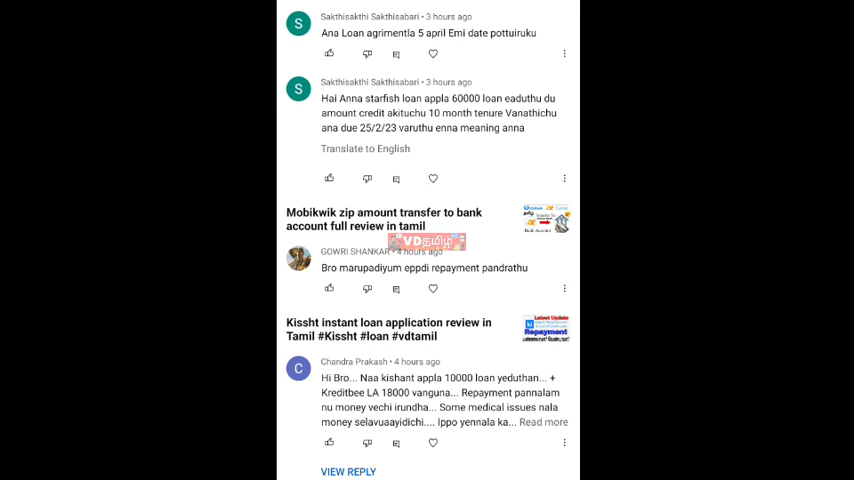 S
Sakthisakthi Sakthisabari • 3 hours ago
Ana Loan agrimentla 5 april Emi date pottuiruku
S
Sakthisakthi Sakthisabari • 3 hours ago
Hai Anna starfish loan appla 60000 loan eaduthu du
amount credit akituchu 10 month tenure Vanathichu
ana due 25/2/23 varuthu enna meaning anna
Translate to English
Mobikwik zip amount transfer to bank
account full review in tamil
VDதமிழ்
GOWRI SHANKAR • 4 hours ago
Bro marupadiyum eppdi repayment pandrathu
Kissht instant loan application review in
Tamil #Kissht #loan #vdtamil
Latest Update
Repayment
C
Chandra Prakash • 4 hours ago
Hi Bro... Naa kishant appla 10000 loan yeduthan... +
Kreditbee LA 18000 vanguna... Repayment pannalam
nu money vechi irundha... Some medical issues nala
money selavuaayidichi.... Ippo yennala ka... Read more
VIEW REPLY